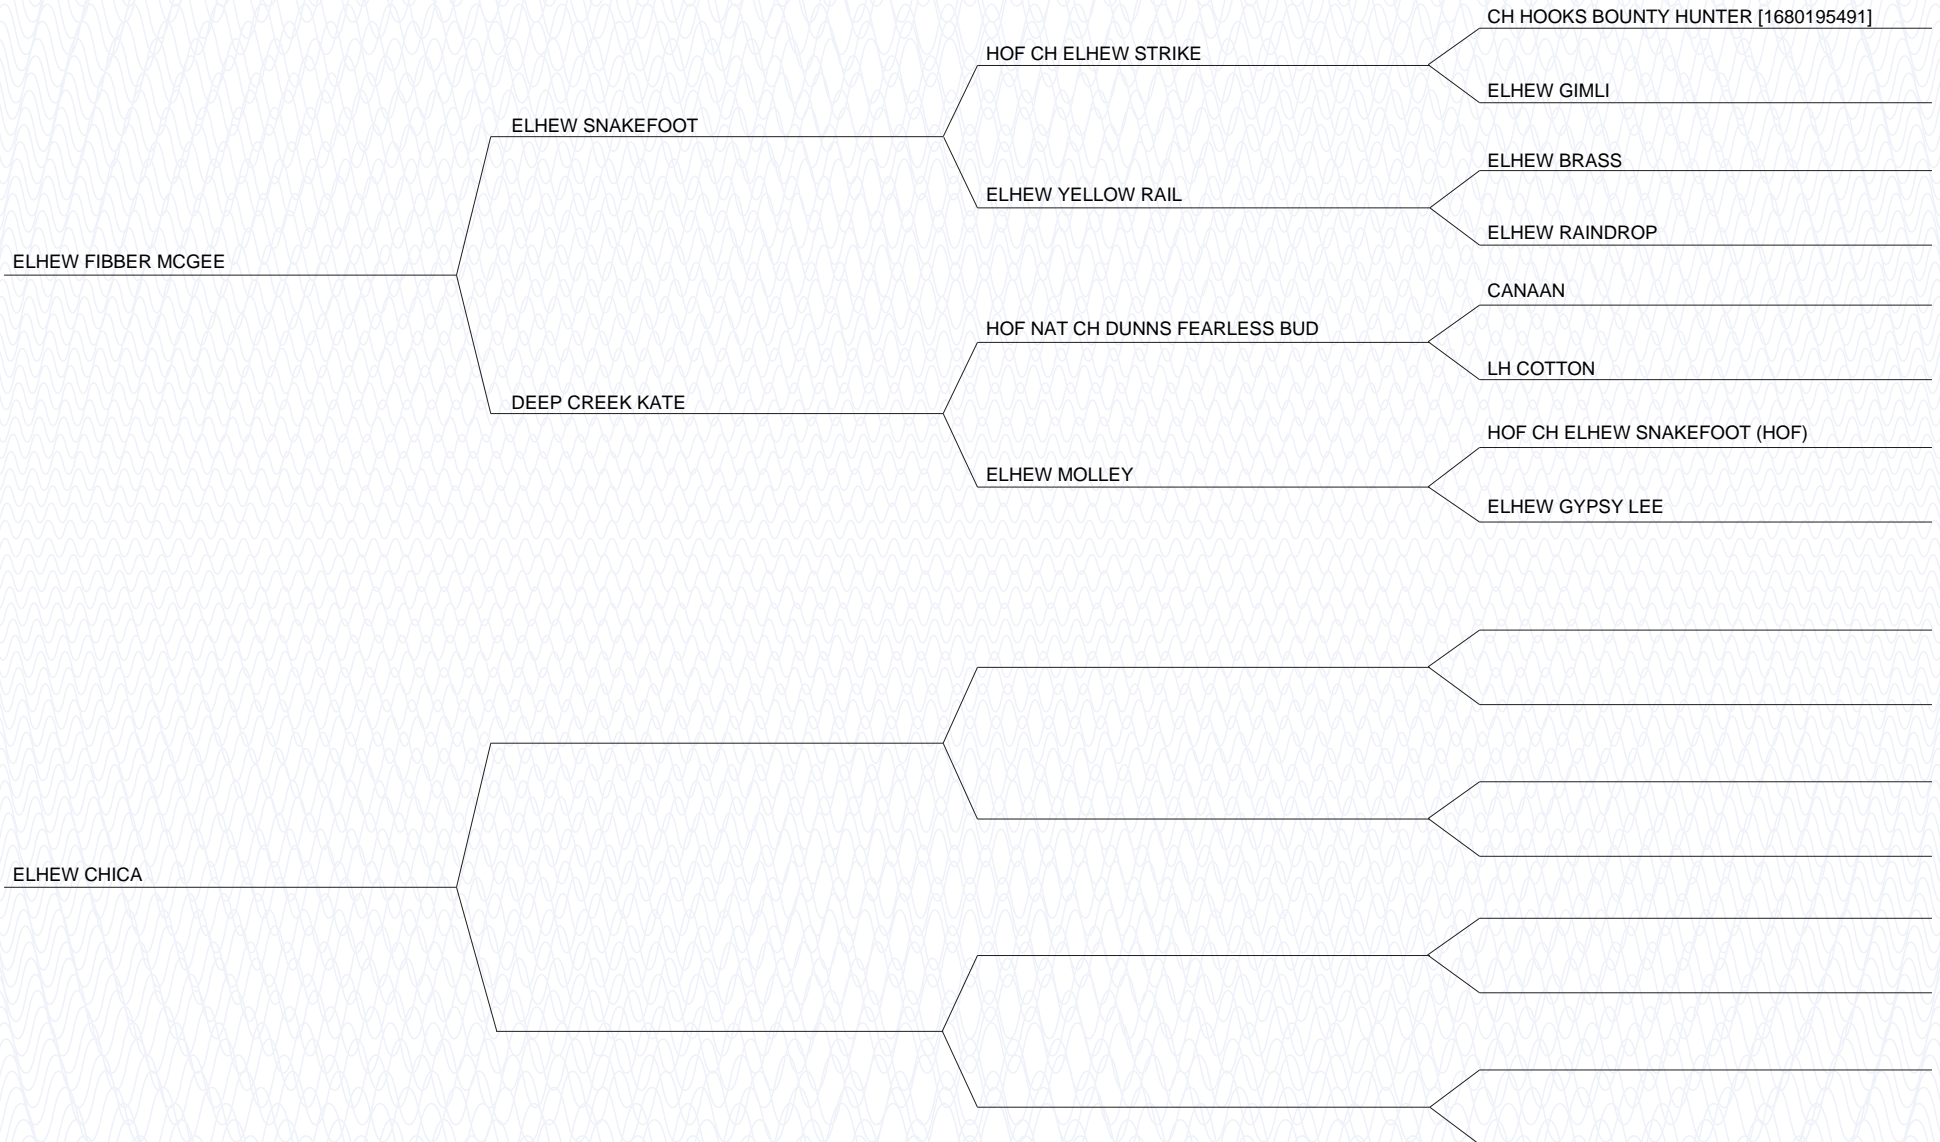 CH HOOKS BOUNTY HUNTER [1680195491]
HOF CH ELHEW STRIKE
ELHEW GIMLI
ELHEW SNAKEFOOT
ELHEW BRASS
ELHEW YELLOW RAIL
ELHEW RAINDROP
ELHEW FIBBER MCGEE
CANAAN
HOF NAT CH DUNNS FEARLESS BUD
LH COTTON
DEEP CREEK KATE
HOF CH ELHEW SNAKEFOOT (HOF)
ELHEW MOLLEY
ELHEW GYPSY LEE
ELHEW CHICA